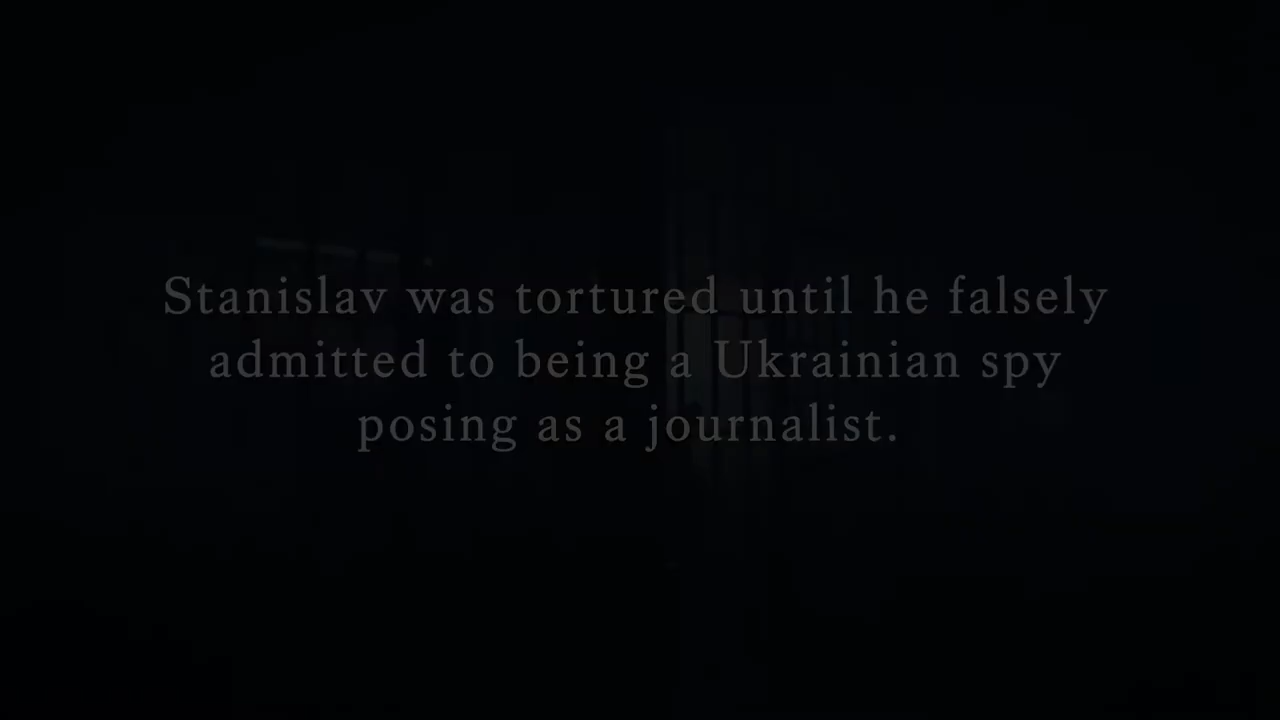 Stanislav was tortured until he falsely
admitted to being a Ukrainian spy
posing as a journalist.